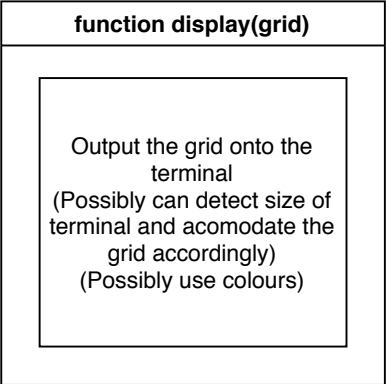 function display(grid)
Output the grid onto the
terminal
(Possibly can detect size of
terminal and acomodate the
grid accordingly)
(Possibly use colours)